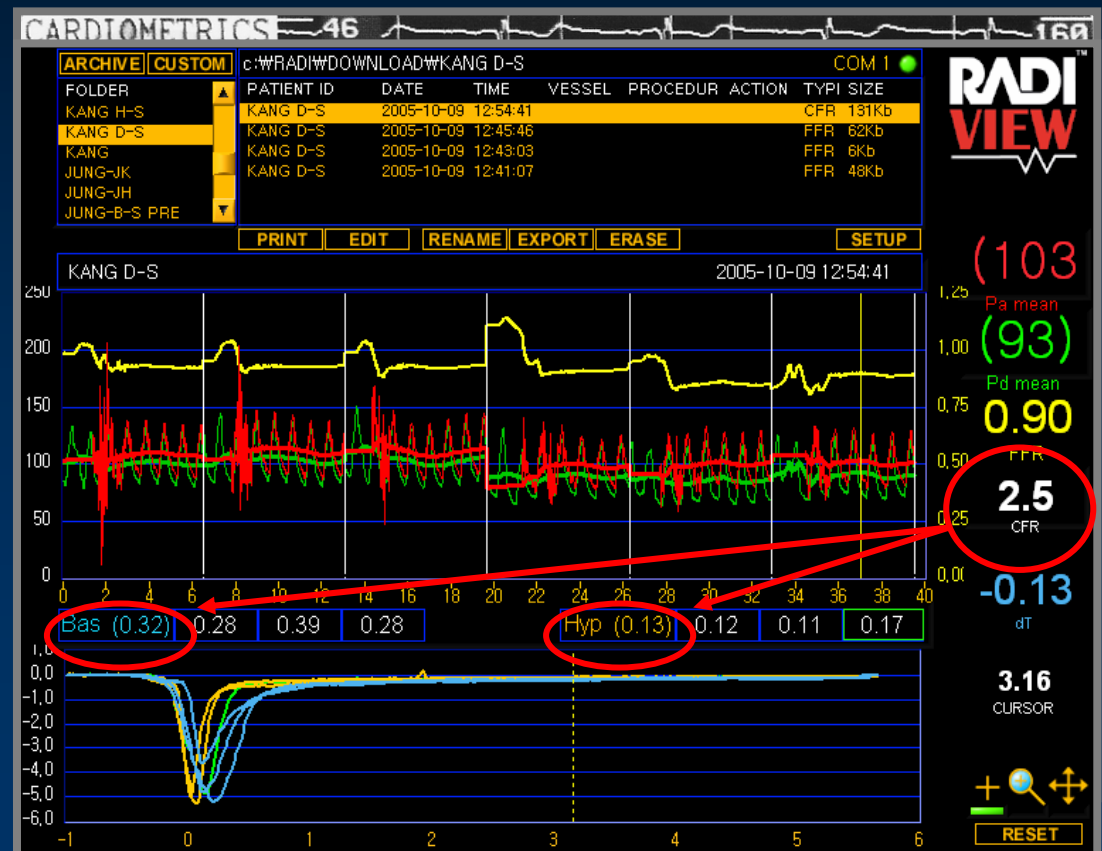 CARDIOMETRICS 46 160
ARCHIVE CUSTOM c:₩RADI₩DOWNLOAD₩KANG D-S COM 1
FOLDER PATIENT ID DATE TIME VESSEL PROCEDUR ACTION TYPI SIZE
KANG H-S KANG D-S 2005-10-09 12:54:41 CFR 131Kb
KANG D-S KANG D-S 2005-10-09 12:45:46 FFR 62Kb
KANG KANG D-S 2005-10-09 12:43:03 FFR 6Kb
JUNG-JK KANG D-S 2005-10-09 12:41:07 FFR 48Kb
JUNG-JH
JUNG-B-S PRE
PRINT EDIT RENAME EXPORT ERASE SETUP
RADI
VIEW
TM
KANG D-S 2005-10-09 12:54:41
250 1,25
200 1,00
150 0,75
100 0,50
50 0,25
0 0,00
0 2 4 6 8 10 12 14 16 18 20 22 24 26 28 30 32 34 36 38 40
(103
Pa mean
(93)
Pd mean
0.90
FFR
2.5
CFR
-0.13
dT
3.16
CURSOR
Bas (0.32) 0.28 0.39 0.28 Hyp (0.13) 0.12 0.11 0.17
1,0
0,0
-1,0
-2,0
-3,0
-4,0
-5,0
-6,0
-1 0 1 2 3 4 5 6
RESET